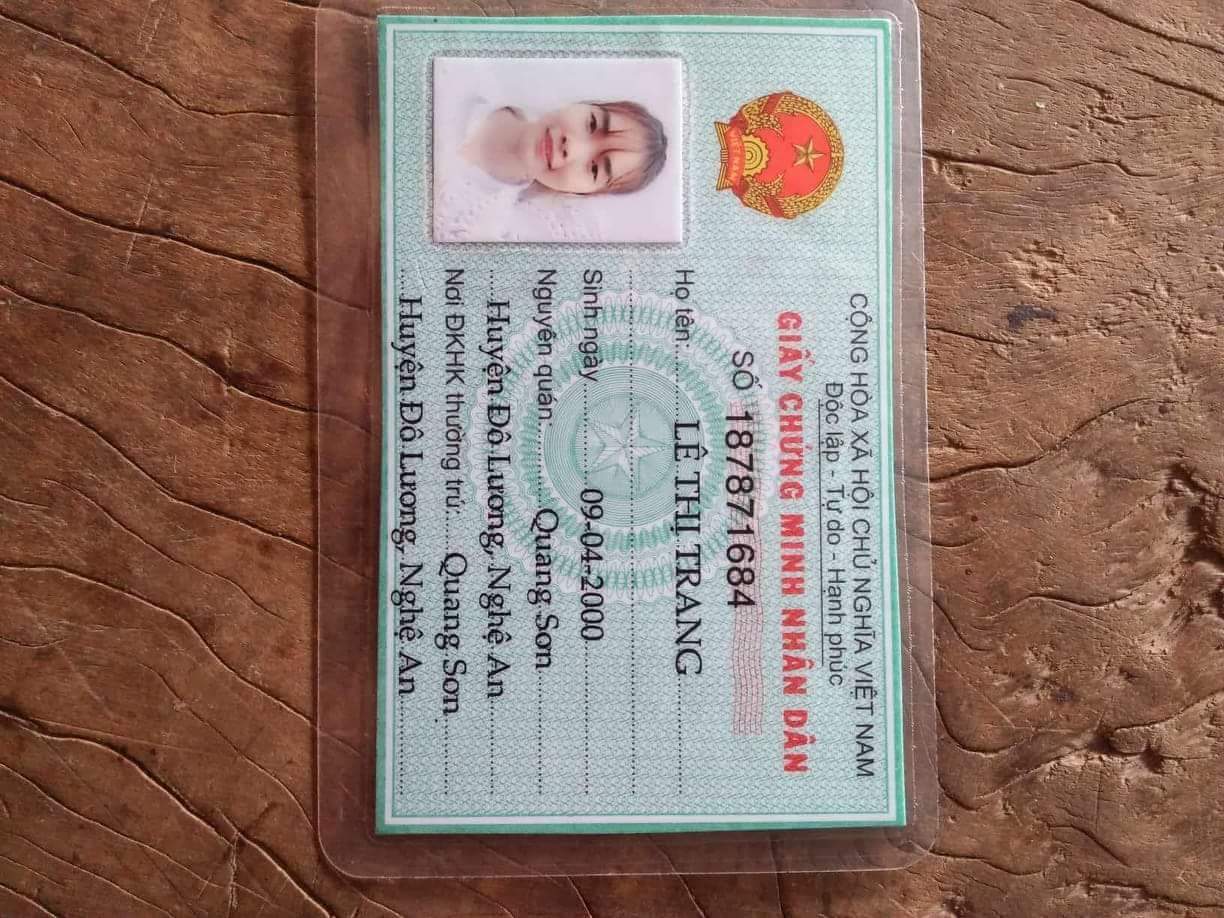 CỘNG HÒA XÃ HỘI CHỦ NGHĨA VIỆT NAM
Độc lập - Tự do - Hạnh phúc
GIẤY CHỨNG MINH NHÂN DÂN
SỐ 187871684
Họ tên: LÊ THỊ TRANG
Sinh ngày 09-04-2000
Nguyên quán: Quang Sơn
Huyện Đô Lương, Nghệ An
Nơi ĐKHK thường trú: Quang Sơn
Huyện Đô Lương, Nghệ An
VIỆT NAM